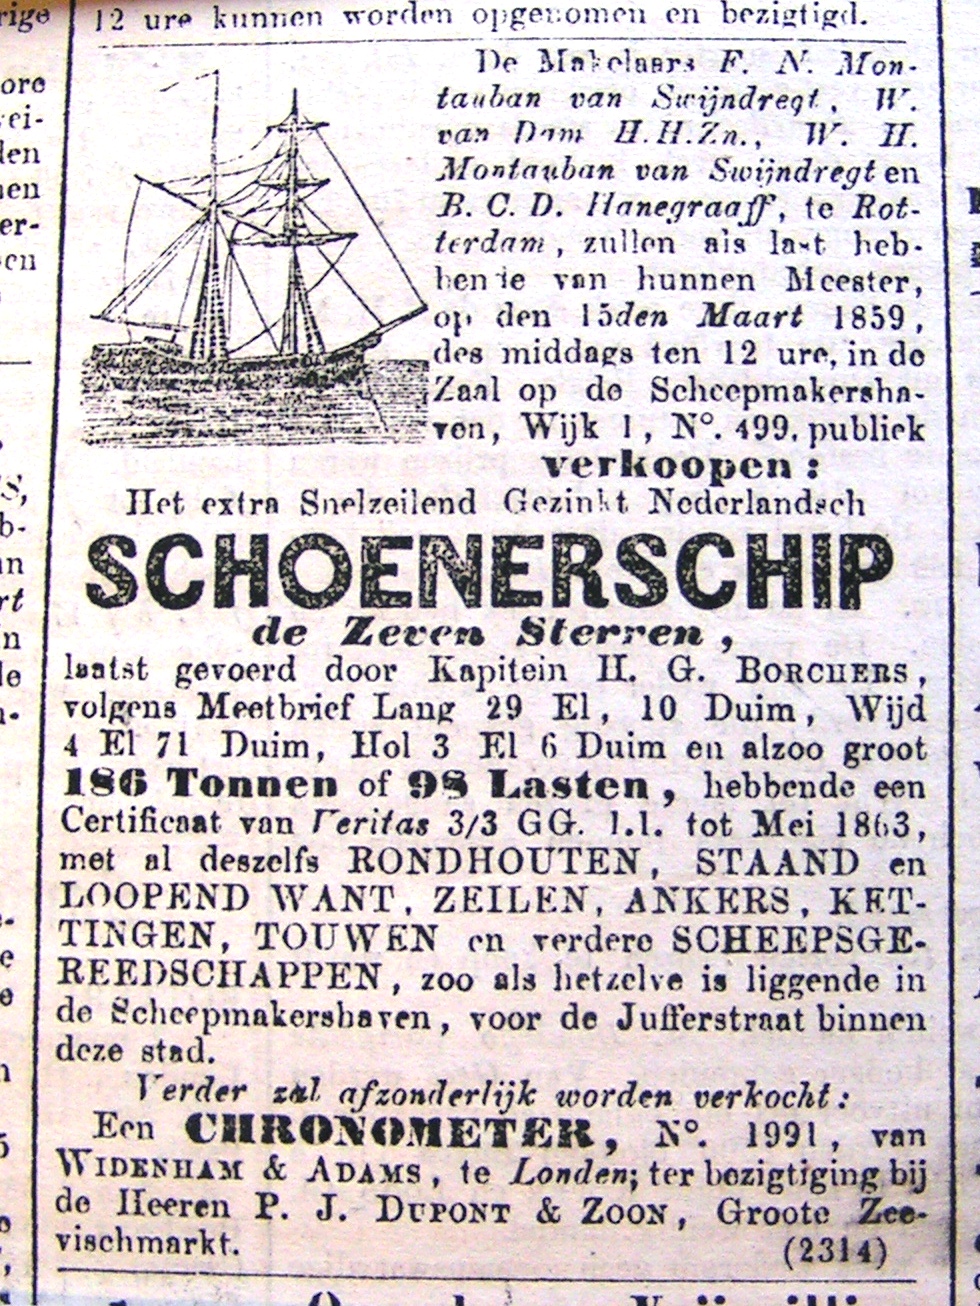 12 ure kunnen worden opgenomen en bezigtigd.
De Makelaars F. N. Mon-
tauban van Swijndregt, W.
van Dam H.H.Zn., W. H.
Montauban van Swijndregt en
B. C. D. Hanegraaff, te Rot-
terdam, zullen als last heb-
bende van hunnen Meester,
op den 15den Maart 1859,
des middags ten 12 ure, in de
Zaal op de Scheepmakersha-
ven, Wijk 1, N°. 499, publiek
verkoopen:
Het extra Snelzeilend Gezinkt Nederlandsch
SCHOENERSCHIP
de Zeven Sterren,
laatst gevoerd door Kapitein H. G. BORCHERS,
volgens Meetbrief Lang 29 El, 10 Duim, Wijd
4 El 71 Duim, Hol 3 El 6 Duim en alzoo groot
186 Tonnen of 98 Lasten, hebbende een
Certificaat van Veritas 3/3 GG. 1.1. tot Mei 1863,
met al deszelfs RONDHOUTEN, STAAND en
LOOPEND WANT, ZEILEN, ANKERS, KET-
TINGEN, TOUWEN en verdere SCHEEPSGE-
REEDSCHAPPEN, zoo als hetzelve is liggende in
de Scheepmakershaven, voor de Jufferstraat binnen
deze stad.
Verder zal afzonderlijk worden verkocht:
Een CHRONOMETER, N°. 1991, van
WIDENHAM & ADAMS, te Londen; ter bezigtiging bij
de Heeren P. J. DUPONT & ZOON, Groote Zee-
vischmarkt. (2314)